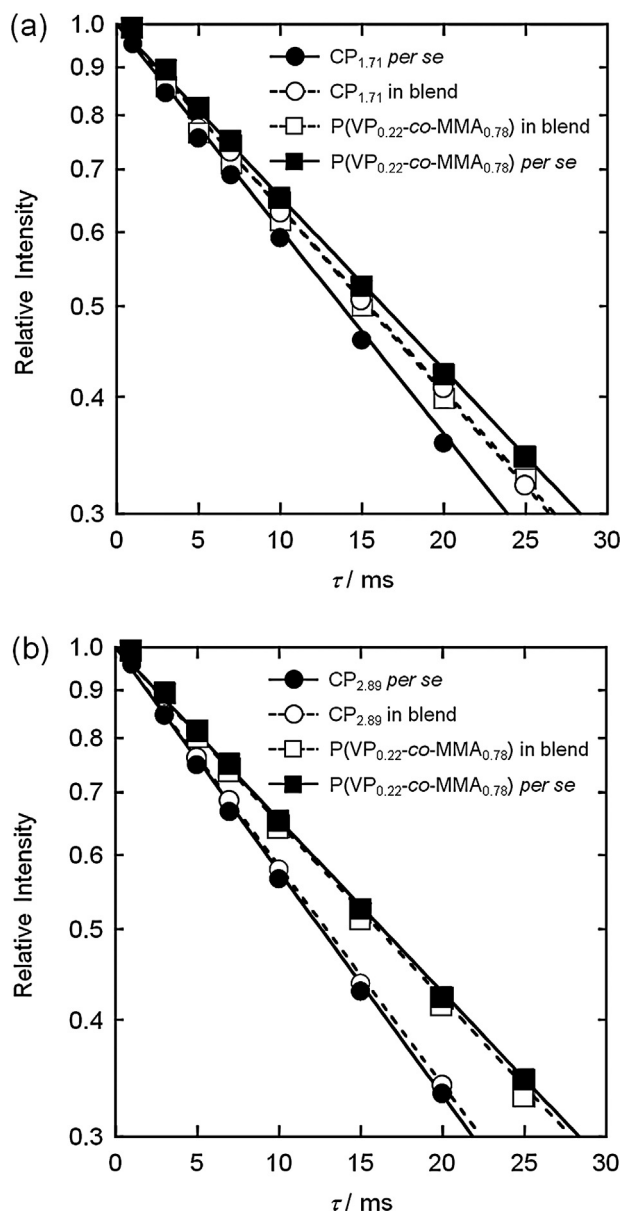 (a)
1.0
0.9
0.8
0.7
0.6
0.5
0.4
0.3
Relative Intensity
CP1.71 per se
CP1.71 in blend
P(VP0.22-co-MMA0.78) in blend
P(VP0.22-co-MMA0.78) per se
0 5 10 15 20 25 30
τ / ms
(b)
1.0
0.9
0.8
0.7
0.6
0.5
0.4
0.3
Relative Intensity
CP2.89 per se
CP2.89 in blend
P(VP0.22-co-MMA0.78) in blend
P(VP0.22-co-MMA0.78) per se
0 5 10 15 20 25 30
τ / ms